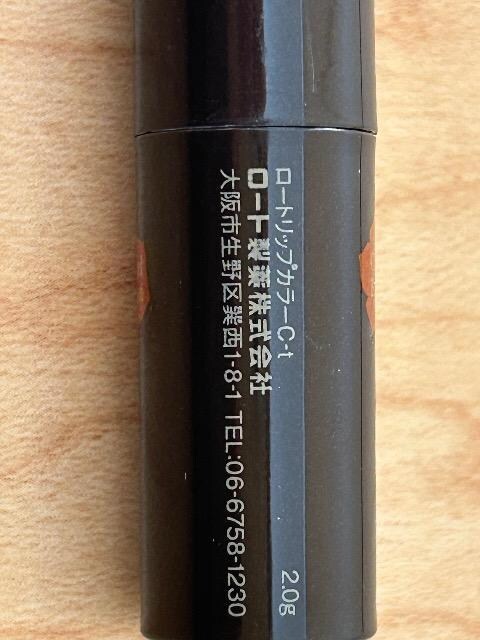 ロートリップカラーC-t 2.0g
ロート製薬株式会社
大阪市生野区巽西1-8-1 TEL:06-6758-1230